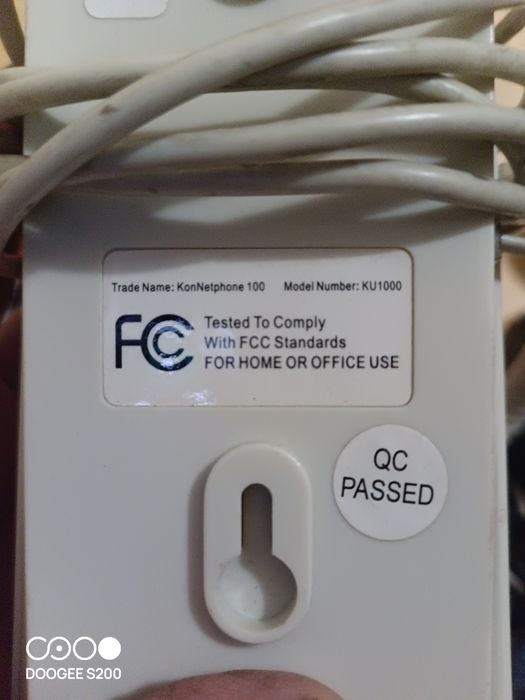 Trade Name: KonNetphone 100 Model Number: KU1000
FC Tested To Comply
With FCC Standards
FOR HOME OR OFFICE USE
QC
PASSED
DOOGEE S200